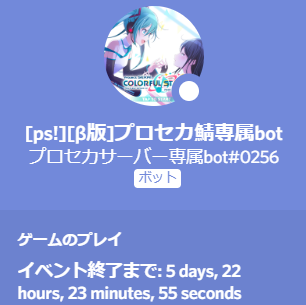 COLORFUL ST
[ps!][β版]プロセカ鯖専属bot
プロセカサーバー専属bot#0256
ボット
ゲームのプレイ
イベント終了まで: 5 days, 22
hours, 23 minutes, 55 seconds